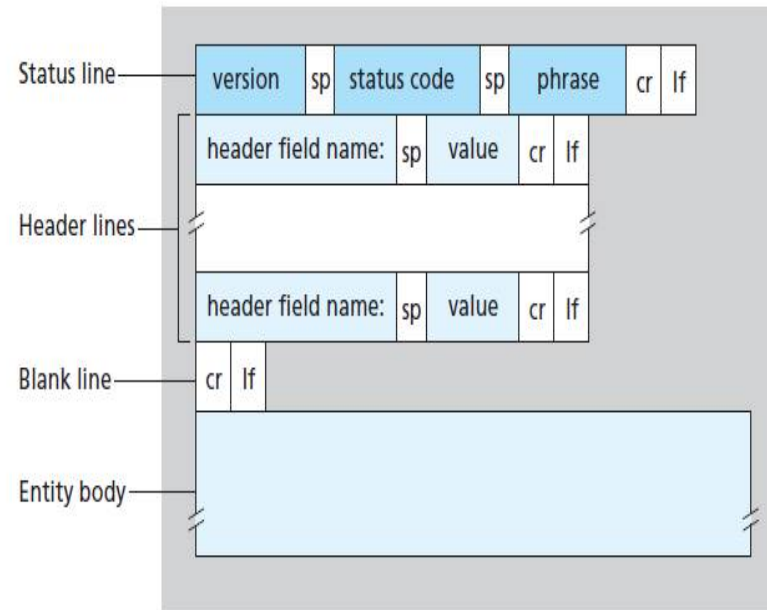 Status line version sp status code sp phrase cr lf
header field name: sp value cr lf
Header lines
header field name: sp value cr lf
Blank line cr lf
Entity body